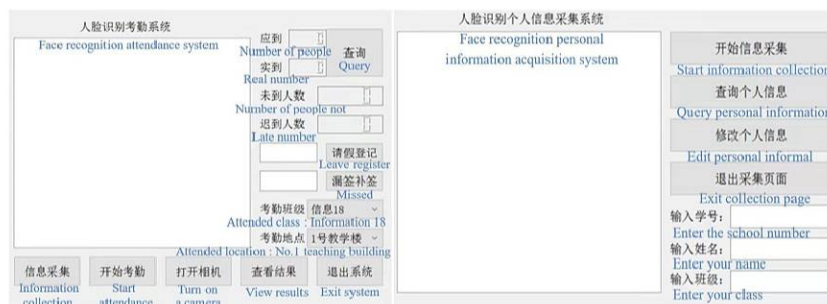 人脸识别考勤系统
Face recognition attendance system
应到
Number of people
实到
Real number
查询
Query
未到人数
Number of people not
迟到人数
Late number
请假登记
Leave register
漏签补签
Missed
考勤班级 信息18
Attended class : Information 18
考勤地点 1号教学楼
Attended location : No.1 teaching building
信息采集
Information
collection
开始考勤
Start
attendance
打开相机
Turn on
a camera
查看结果
View results
退出系统
Exit system
人脸识别个人信息采集系统
Face recognition personal
information acquisition system
开始信息采集
Start information collection
查询个人信息
Query personal information
修改个人信息
Edit personal informal
退出采集页面
Exit collection page
输入学号：
Enter the school number
输入姓名：
Enter your name
输入班级：
Enter your class